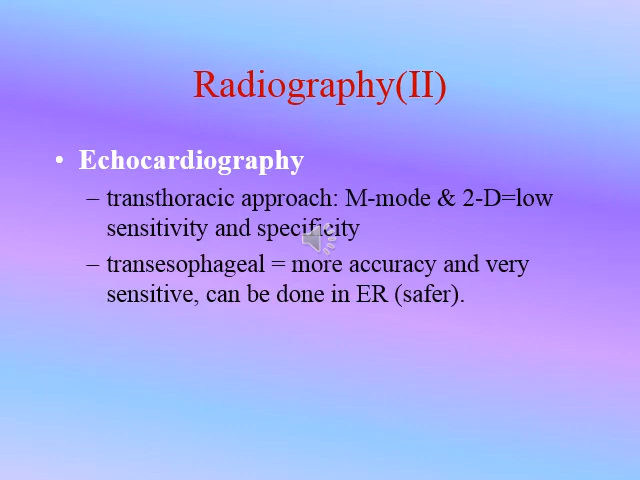 Radiography(II)
• Echocardiography
– transthoracic approach: M-mode & 2-D=low
sensitivity and specificity
– transesophageal = more accuracy and very
sensitive, can be done in ER (safer).